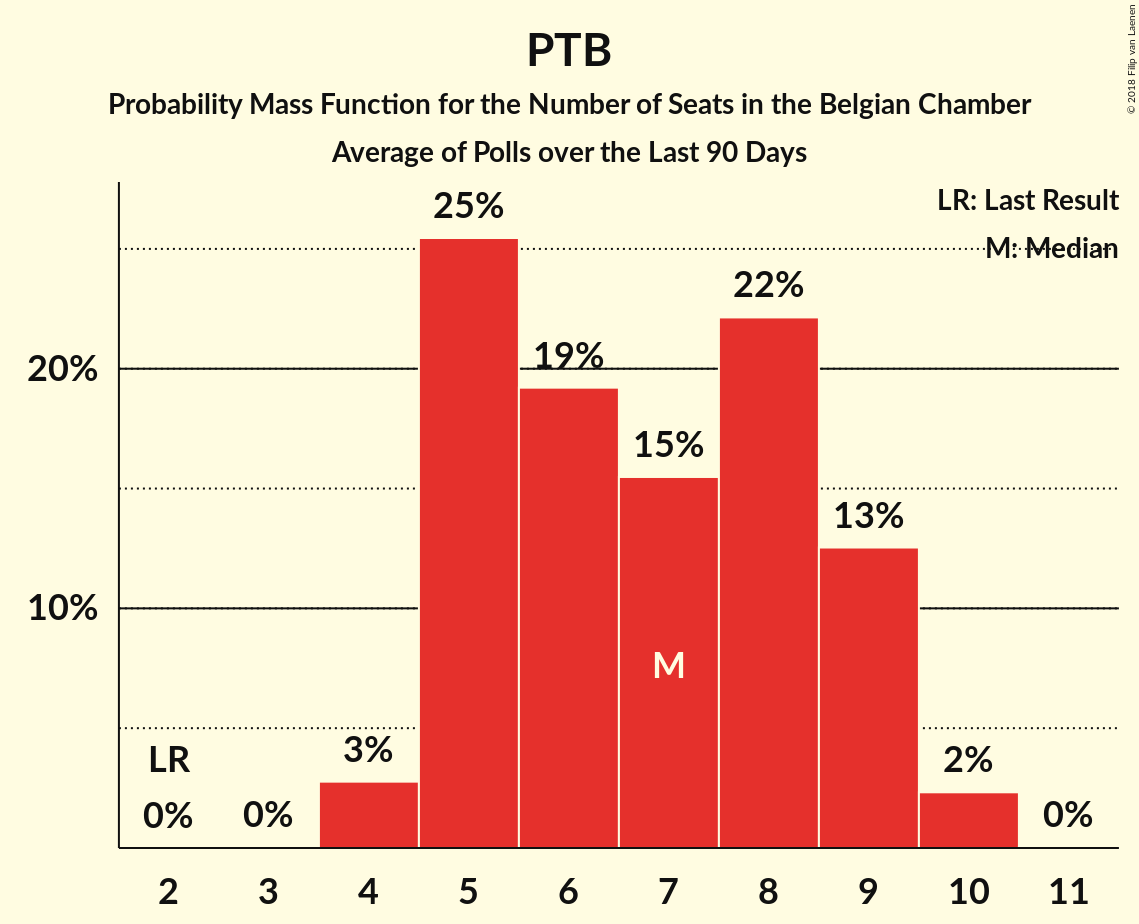 PTB
Probability Mass Function for the Number of Seats in the Belgian Chamber
Average of Polls over the Last 90 Days
© 2018 Filip van Laenen
LR: Last Result
M: Median
25%
22%
20%
19%
15%
13%
10%
M
LR
3%
2%
0%
0%
0%
2 3 4 5 6 7 8 9 10 11